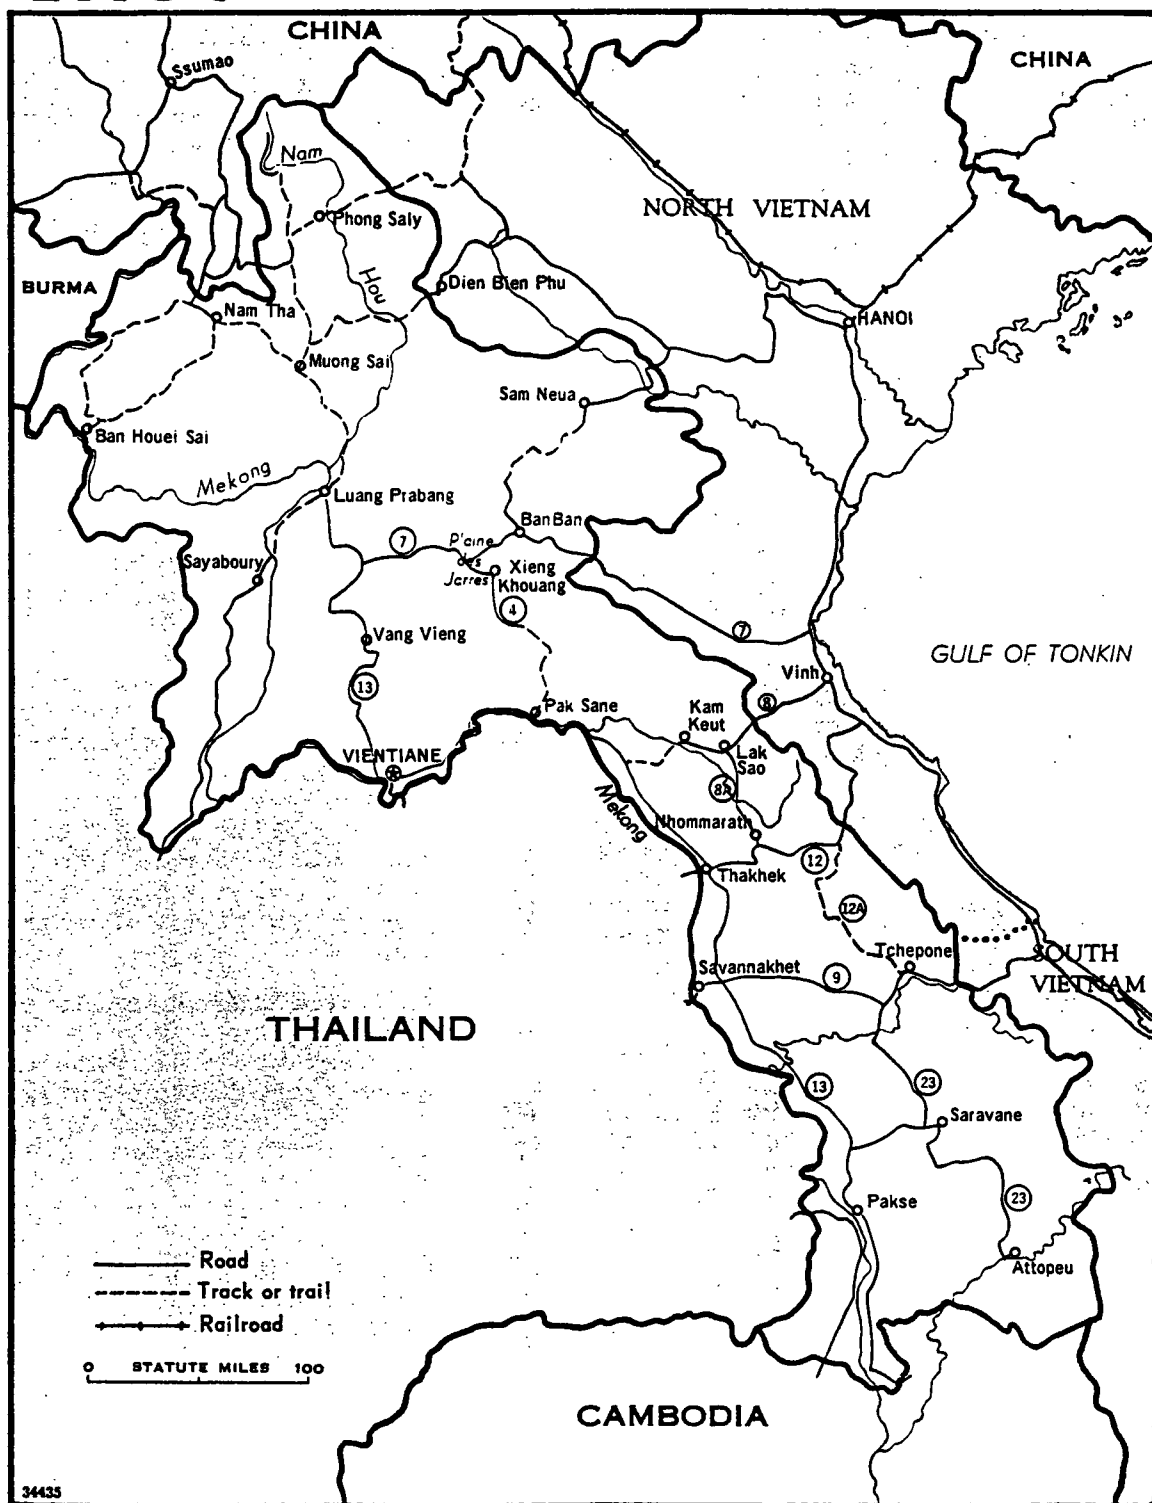 CHINA
CHINA
Ssumao
Nam
Phong Saly
NORTH VIETNAM
Hou
BURMA
Dien Bien Phu
Nam Tha
HANOI
Muong Sai
Sam Neua
Ban Houei Sai
Mekong
Luang Prabang
Ban Ban
7
P'aine
des
Jarres
Xieng
Khouang
Sayaboury
4
7
Vang Vieng
GULF OF TONKIN
Vinh
13
8
Pak Sane
Kam
Keut
VIENTIANE
Lak
Sao
8A
Mekong
Nhommarath
12
Thakhek
12A
Tchepone
SOUTH
VIETNAM
Savannakhet
9
THAILAND
13
23
Saravane
23
Pakse
Attopeu
Road
Track or trail
Railroad
0 STATUTE MILES 100
CAMBODIA
34435